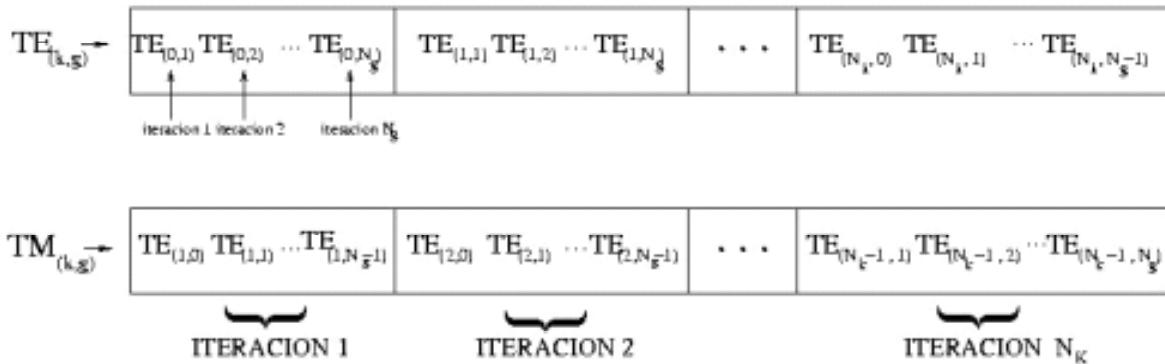 TE(k,g) TE(0,1) TE(0,2) ... TE(0,Ng) TE(1,1) TE(1,2) ... TE(1,Ng) . . . TE(Nk,0) TE(Nk,1) ... TE(Nk,Ng-1)
iteracion 1 iteracion 2 iteracion Ng
TM(k,g) TE(1,0) TE(1,1) ... TE(1,Ng-1) TE(2,0) TE(2,1) ... TE(2,Ng-1) . . . TE(Nk-1,1) TE(Nk-1,2) ... TE(Nk-1,Ng)
ITERACION 1 ITERACION 2 ITERACION NK